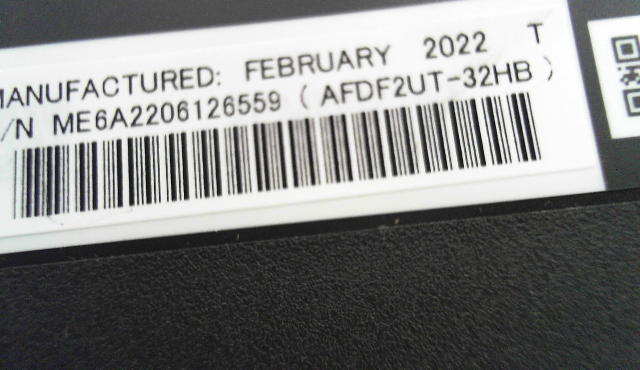 MANUFACTURED: FEBRUARY 2022 T
/N ME6A2206126559 ( AFDF2UT-32HB )